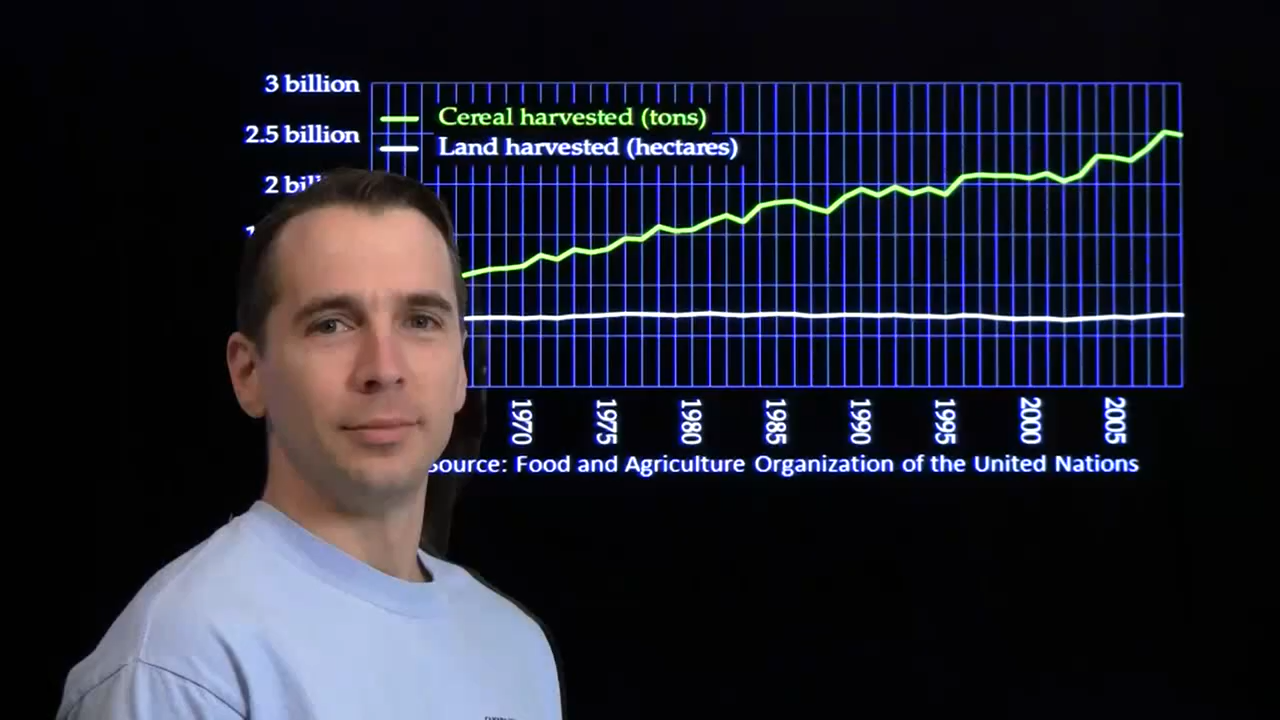 3 billion
Cereal harvested (tons)
2.5 billion
Land harvested (hectares)
2
1970
1975
1980
1985
1990
1995
2000
2005
Source: Food and Agriculture Organization of the United Nations